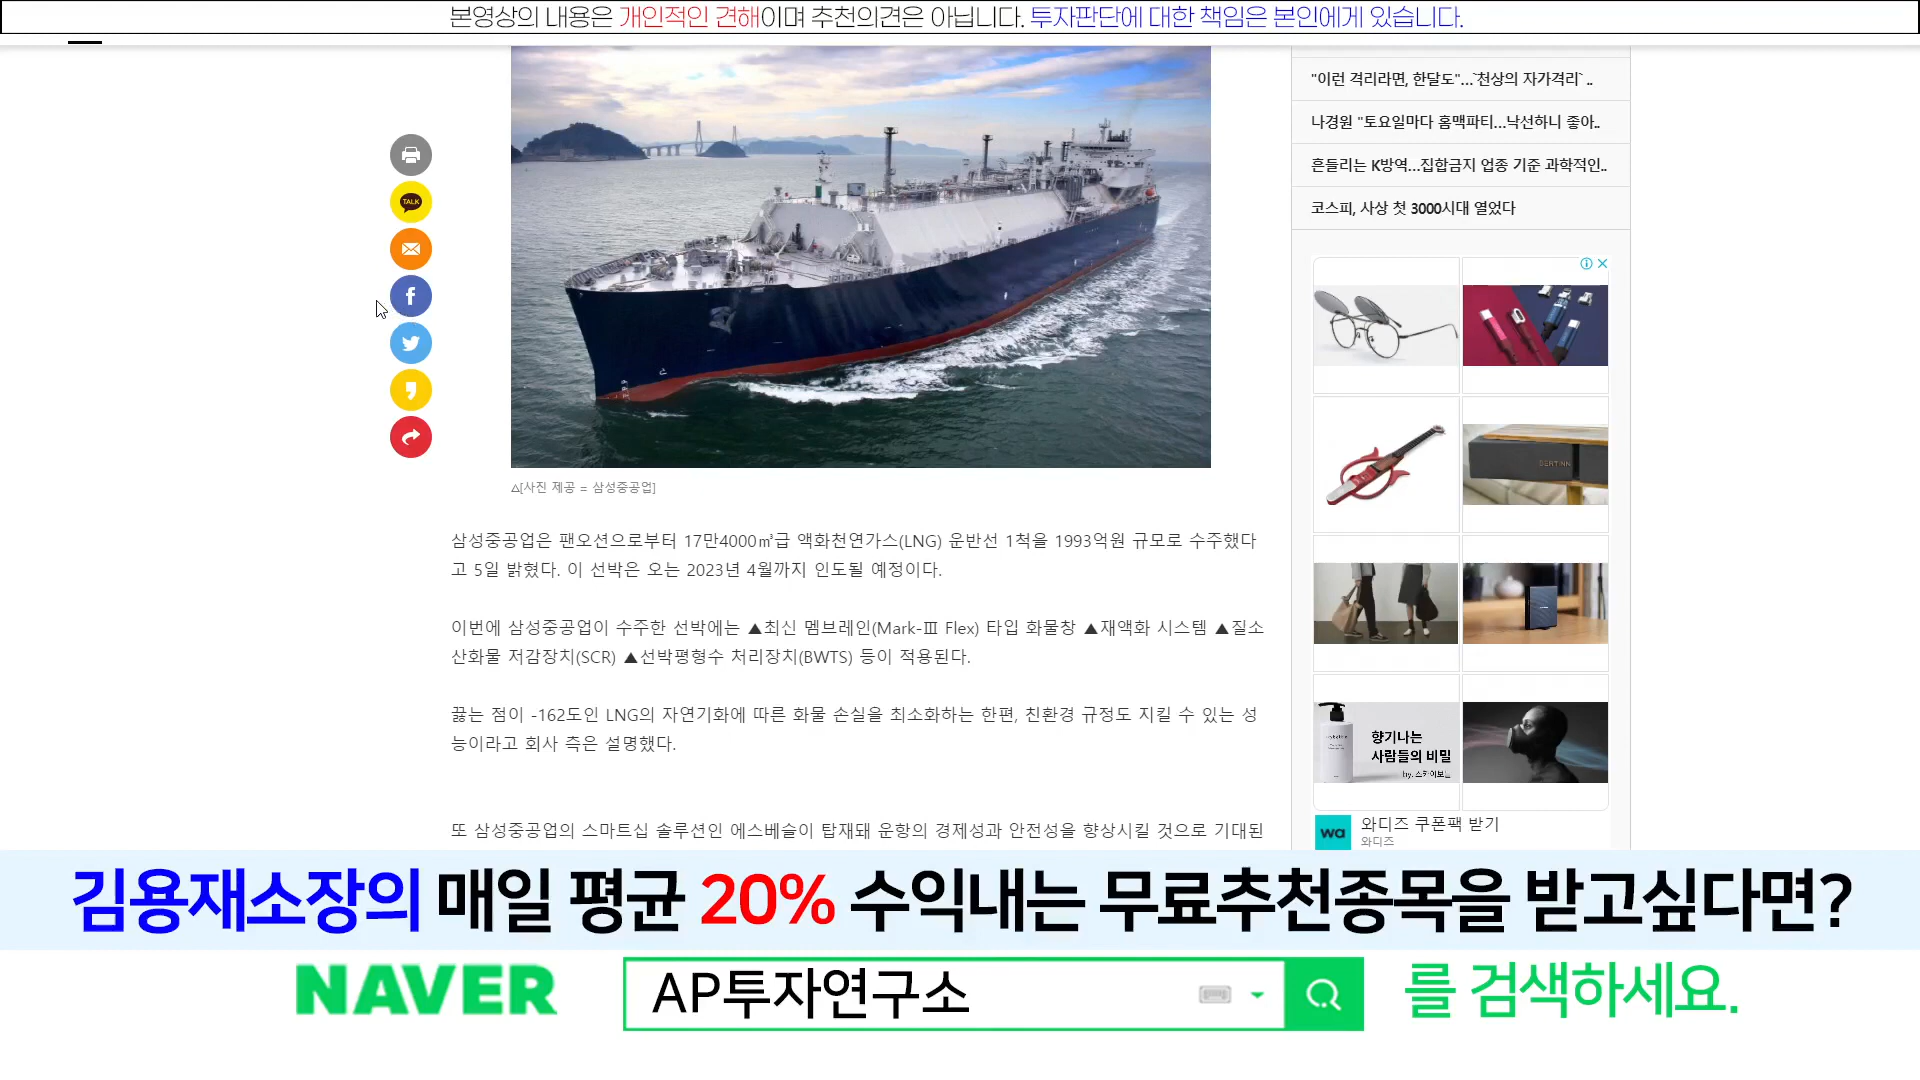 본영상의 내용은 개인적인 견해이며 추천의견은 아닙니다. 투자판단에 대한 책임은 본인에게 있습니다.
"이런 격리라면, 한달도"...`천상의 자가격리` ..
나경원 "토요일마다 홈맥파티...낙선하니 좋아..
흔들리는 K방역...집합금지 업종 기준 과학적인..
코스피, 사상 첫 3000시대 열었다
TALK
△[사진 제공 = 삼성중공업]
삼성중공업은 팬오션으로부터 17만4000㎥급 액화천연가스(LNG) 운반선 1척을 1993억원 규모로 수주했다
고 5일 밝혔다. 이 선박은 오는 2023년 4월까지 인도될 예정이다.
이번에 삼성중공업이 수주한 선박에는 ▲최신 멤브레인(Mark-Ⅲ Flex) 타입 화물창 ▲재액화 시스템 ▲질소
산화물 저감장치(SCR) ▲선박평형수 처리장치(BWTS) 등이 적용된다.
끓는 점이 -162도인 LNG의 자연기화에 따른 화물 손실을 최소화하는 한편, 친환경 규정도 지킬 수 있는 성
능이라고 회사 측은 설명했다.
또 삼성중공업의 스마트십 솔루션인 에스베슬이 탑재돼 운항의 경제성과 안전성을 향상시킬 것으로 기대된
향기나는
사람들의 비밀
by. 스카이보는
wa
와디즈 쿠폰팩 받기
와디즈
김용재소장의 매일 평균 20% 수익내는 무료추천종목을 받고싶다면?
NAVER
AP투자연구소
를 검색하세요.